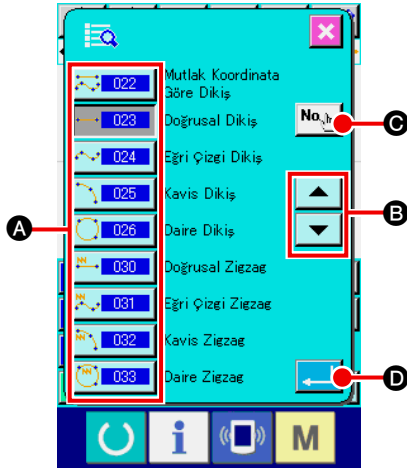 022 Mutlak Koordinata
Göre Dikiş
023 Doğrusal Dikiş
No.
C
024 Eğri Çizgi Dikiş
025 Kavis Dikiş
B
A
026 Daire Dikiş
030 Doğrusal Zigzag
031 Eğri Çizgi Zigzag
032 Kavis Zigzag
033 Daire Zigzag
D
i
M